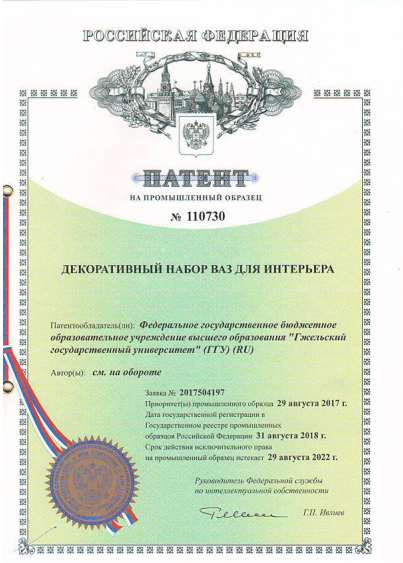 РОССИЙСКАЯ ФЕДЕРАЦИЯ
ПАТЕНТ
НА ПРОМЫШЛЕННЫЙ ОБРАЗЕЦ
№ 110730
ДЕКОРАТИВНЫЙ НАБОР ВАЗ ДЛЯ ИНТЕРЬЕРА
Патентообладатель(ли): Федеральное государственное бюджетное
образовательное учреждение высшего образования "Гжельский
государственный университет" (ГГУ) (RU)
Автор(ы): см. на обороте
Заявка № 2017504197
Приоритет(ы) промышленного образца 29 августа 2017 г.
Дата государственной регистрации в
Государственном реестре промышленных
образцов Российской Федерации 31 августа 2018 г.
Срок действия исключительного права
на промышленный образец истекает 29 августа 2022 г.
Руководитель Федеральной службы
по интеллектуальной собственности
Г.П. Ивлиев